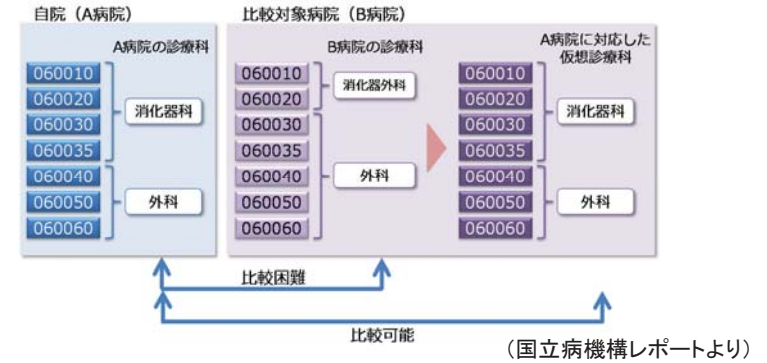 自院（A病院）
A病院の診療科
060010
060020
060030
060035
060040
060050
060060
消化器科
外科
比較対象病院（B病院）
B病院の診療科
060010
060020
060030
060035
060040
060050
060060
消化器外科
外科
A病院に対応した
仮想診療科
060010
060020
060030
060035
060040
060050
060060
消化器科
外科
比較困難
比較可能
（国立病機構レポートより）